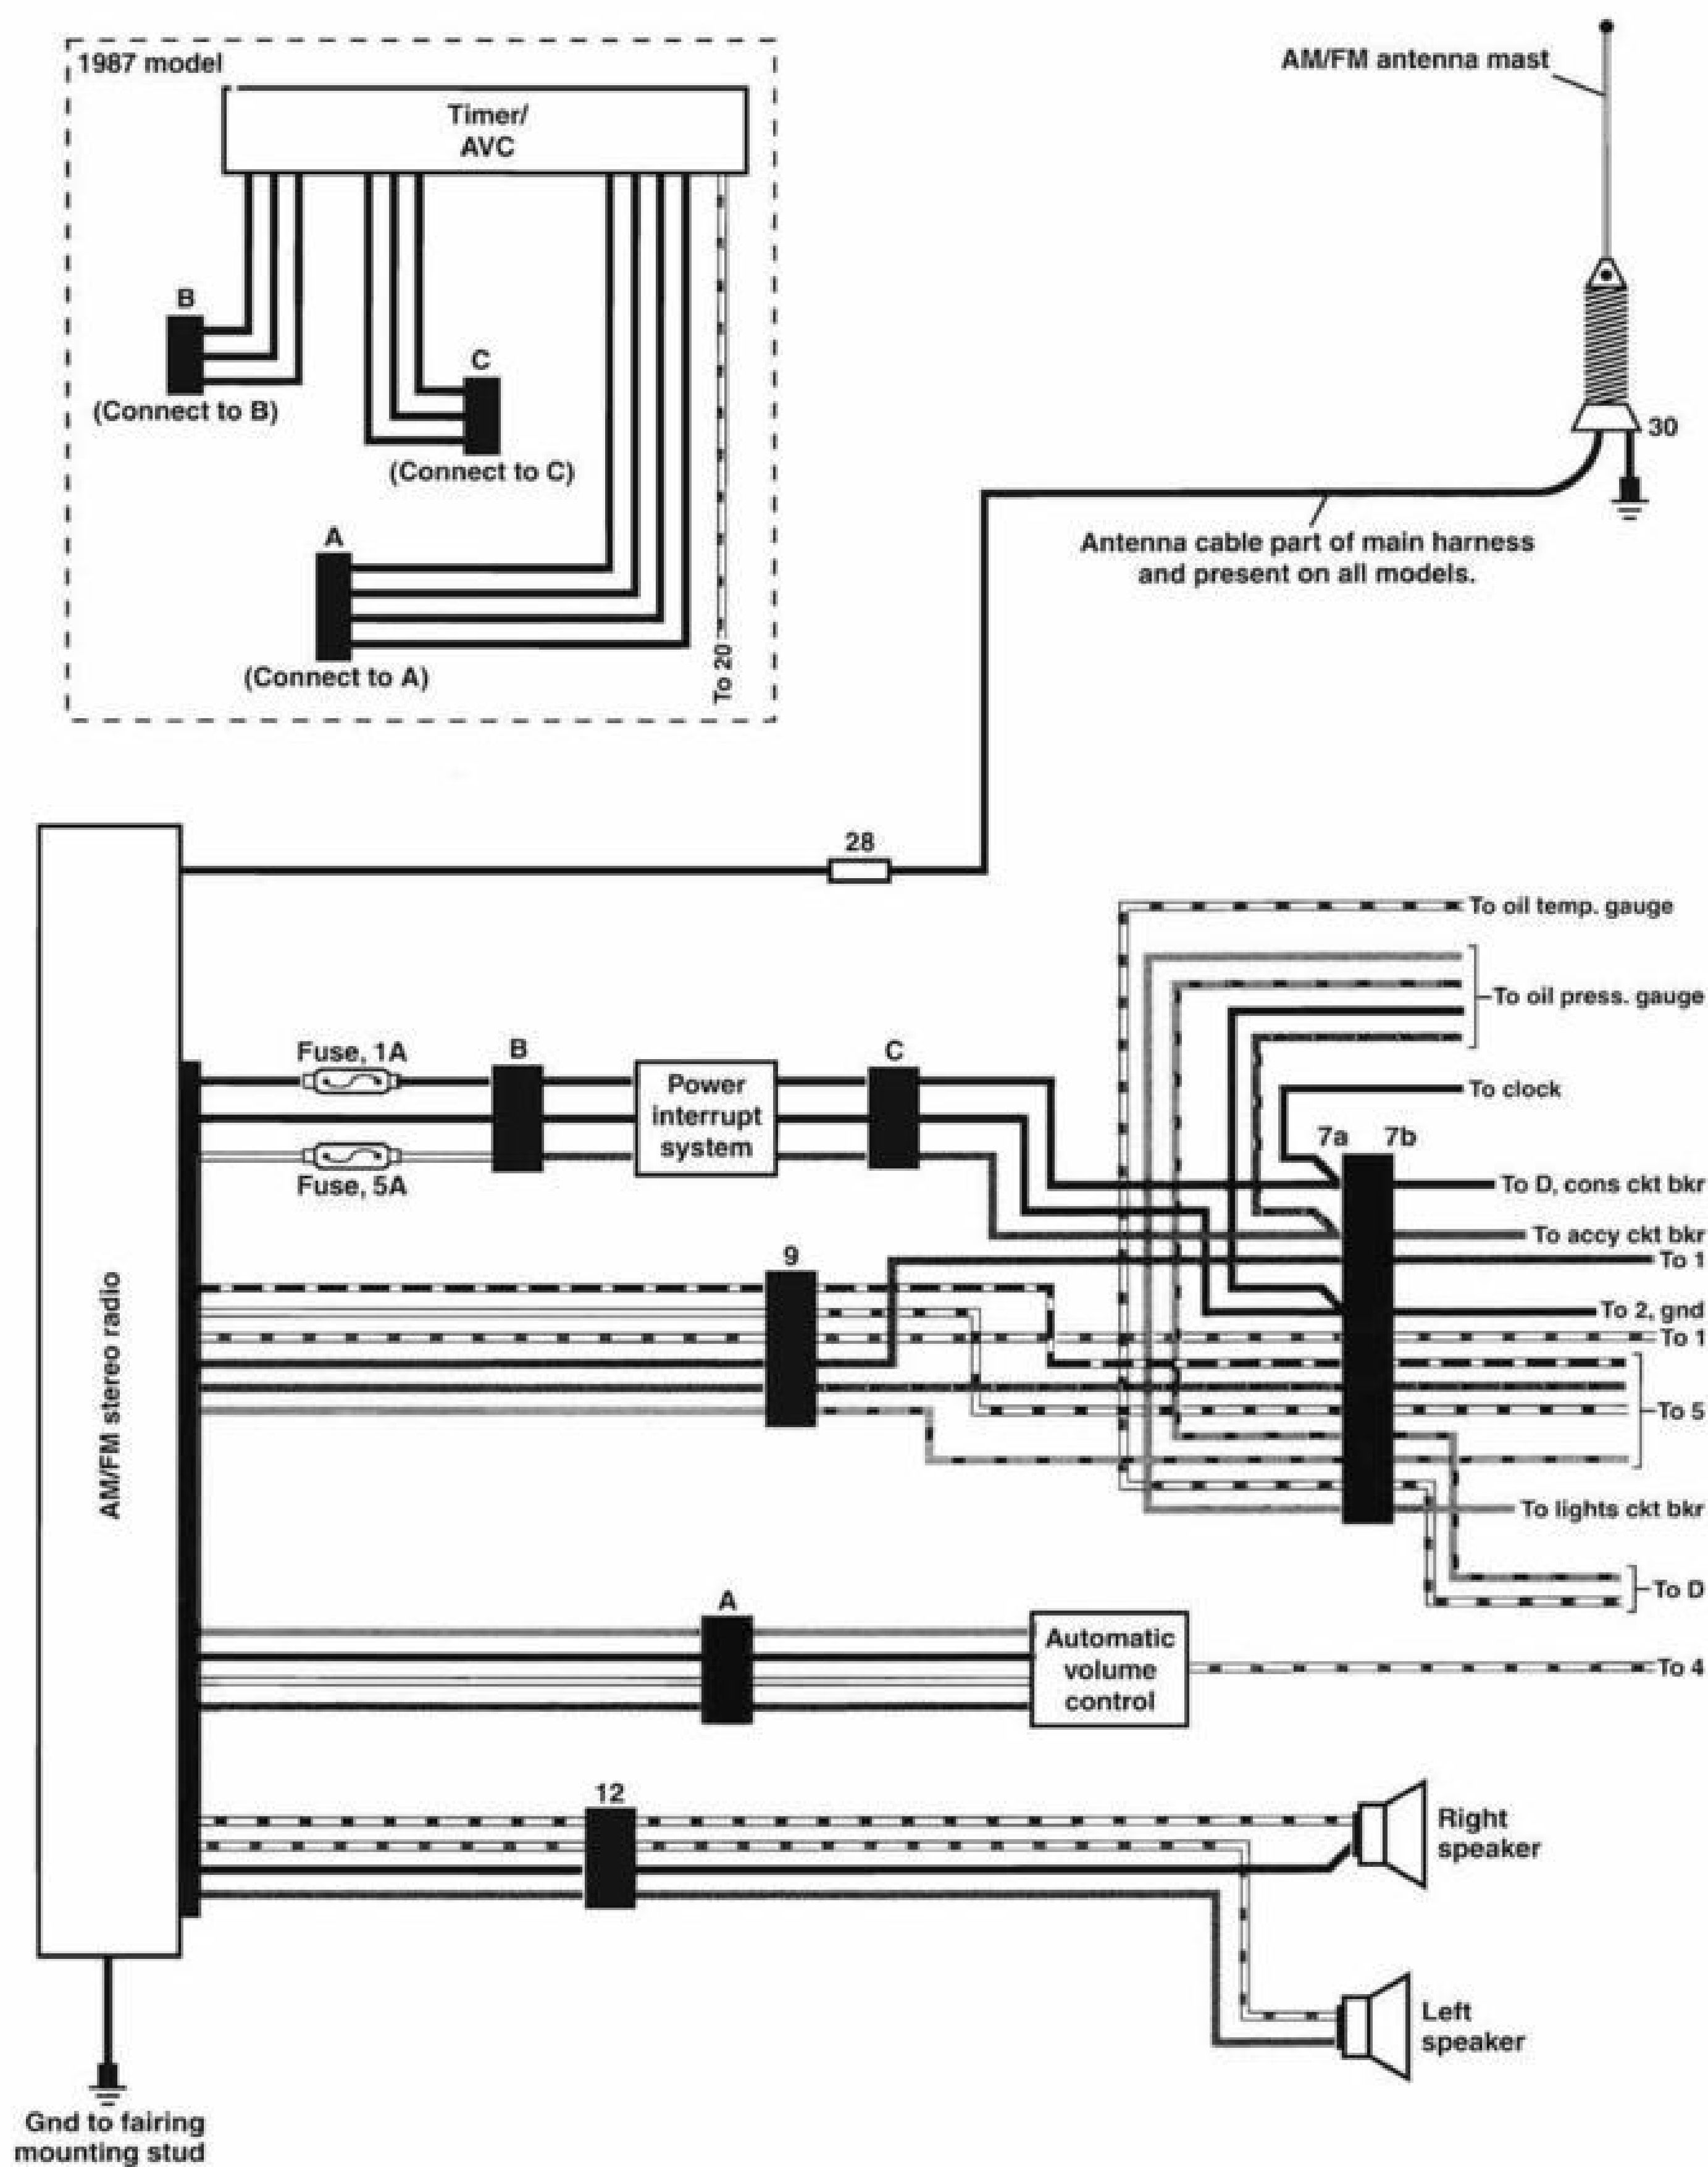 1987 model
AM/FM antenna mast
Timer/
AVC
B
(Connect to B)
C
(Connect to C)
30
A
(Connect to A)
To 20
Antenna cable part of main harness
and present on all models.
28
To oil temp. gauge
To oil press. gauge
Fuse, 1A
B
Power
interrupt
system
C
To clock
Fuse, 5A
7a
7b
To D, cons ckt bkr
To accy ckt bkr
9
To 1
To 2, gnd
To 1
To 5
AM/FM stereo radio
To lights ckt bkr
To D
A
Automatic
volume
control
To 4
12
Right
speaker
Left
speaker
Gnd to fairing
mounting stud